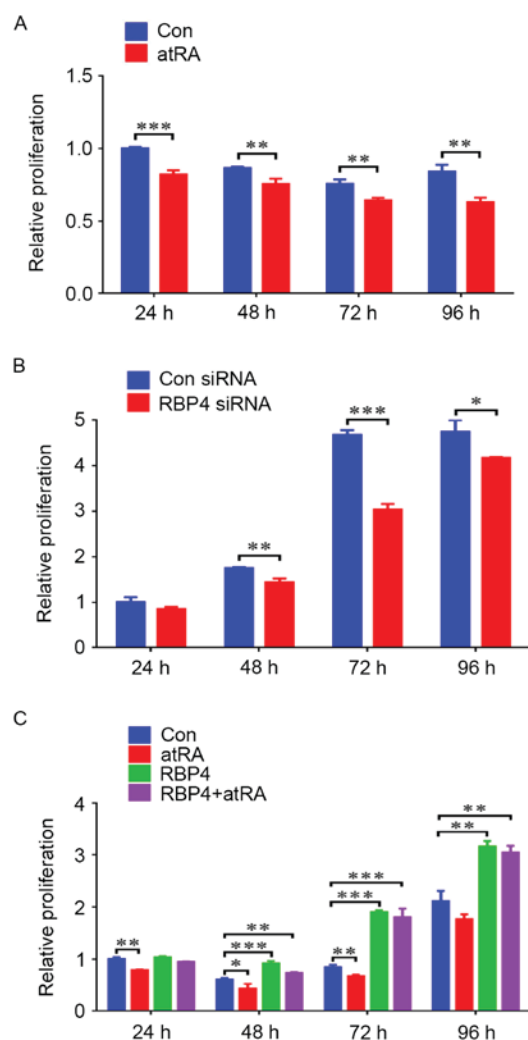 A
Con
atRA
Relative proliferation
1.5
1.0
0.5
0.0
***
**
**
**
24 h 48 h 72 h 96 h
B
Con siRNA
RBP4 siRNA
Relative proliferation
5
4
3
2
1
0
**
***
*
24 h 48 h 72 h 96 h
C
Con
atRA
RBP4
RBP4+atRA
Relative proliferation
4
3
2
1
0
**
**
***
*
***
***
**
**
**
24 h 48 h 72 h 96 h